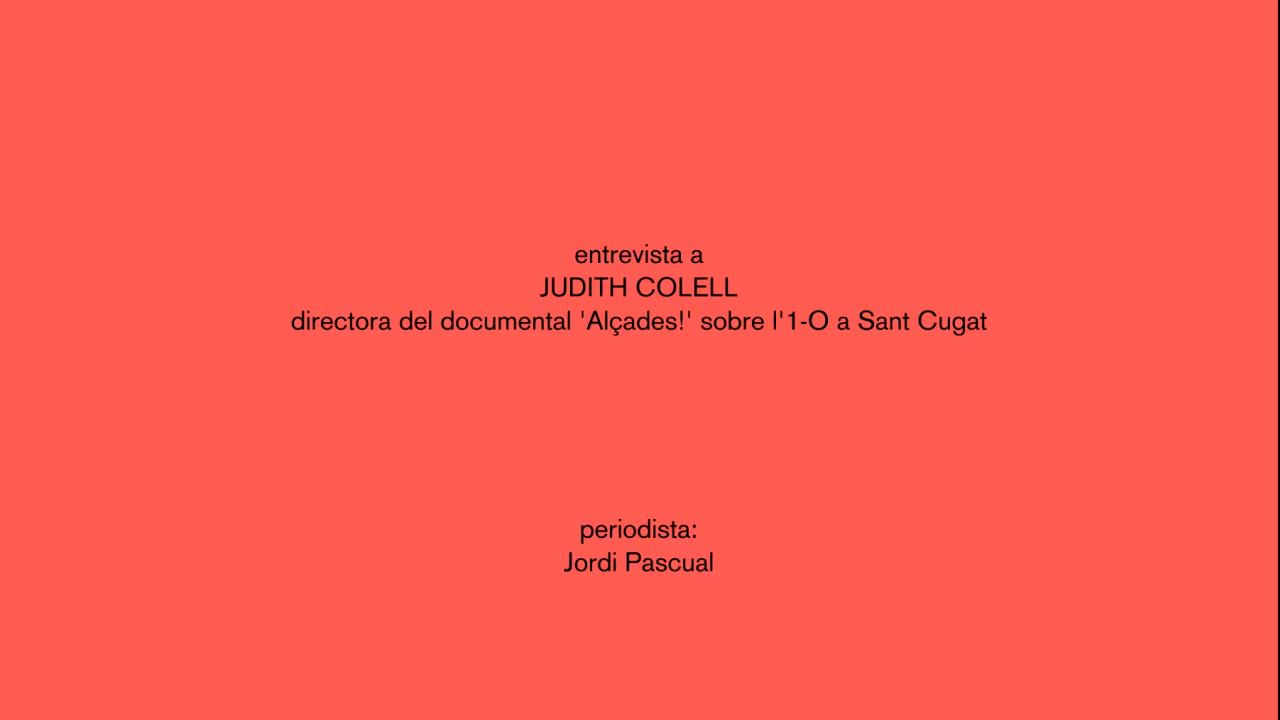 entrevista a
JUDITH COLELL
directora del documental 'Alçades!' sobre l'1-O a Sant Cugat
periodista:
Jordi Pascual